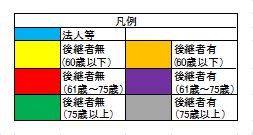 凡例
法人等
後継者無
(60歳以下)
後継者有
(60歳以下)
後継者無
(61歳～75歳)
後継者有
(61歳～75歳)
後継者無
(75歳以上)
後継者有
(75歳以上)